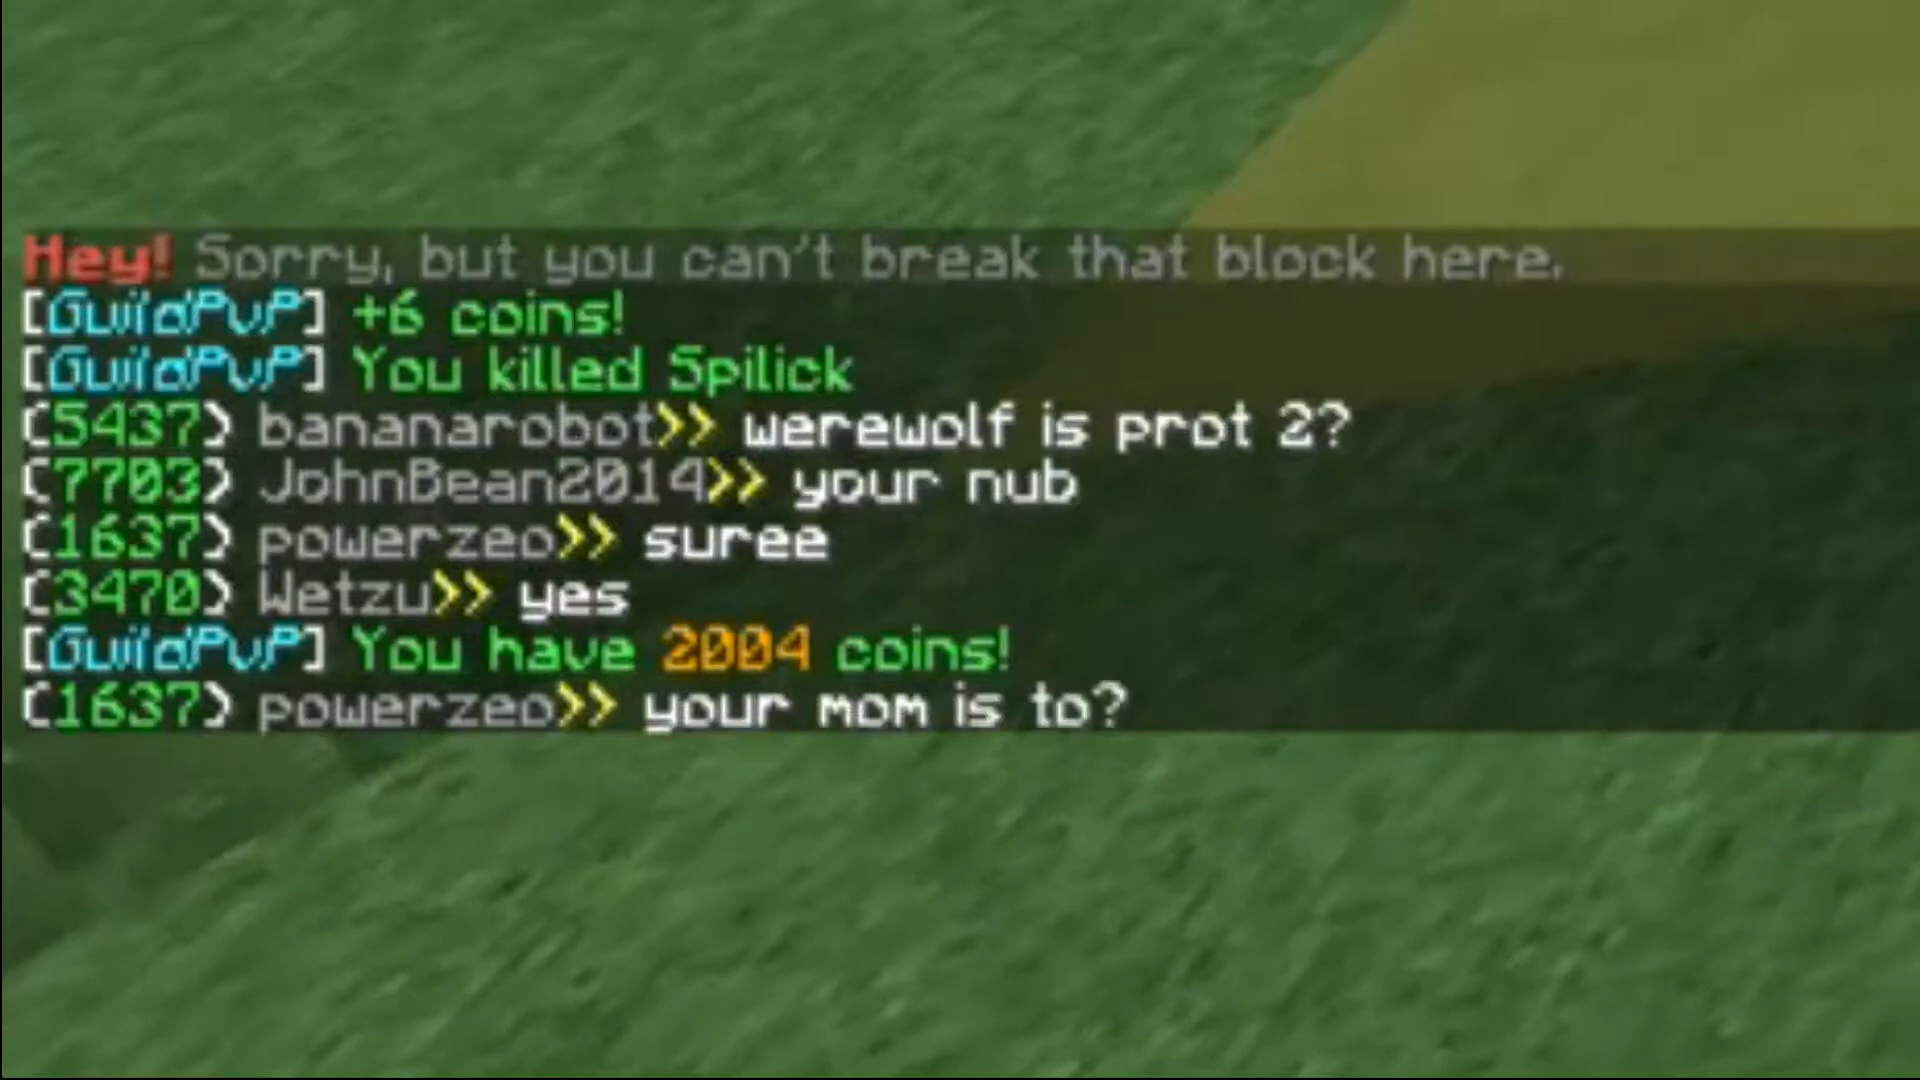 Hey! Sorry, but you can't break that block here.
[GuildPvP] +6 coins!
[GuildPvP] You killed Spilick
(5437) bananarobot>> werewolf is prot 2?
(7703) JohnBean2014>> your nub
(1637) powerzeo>> suree
(3470) Wetzu>> yes
[GuildPvP] You have 2004 coins!
(1637) powerzeo>> your mom is to?